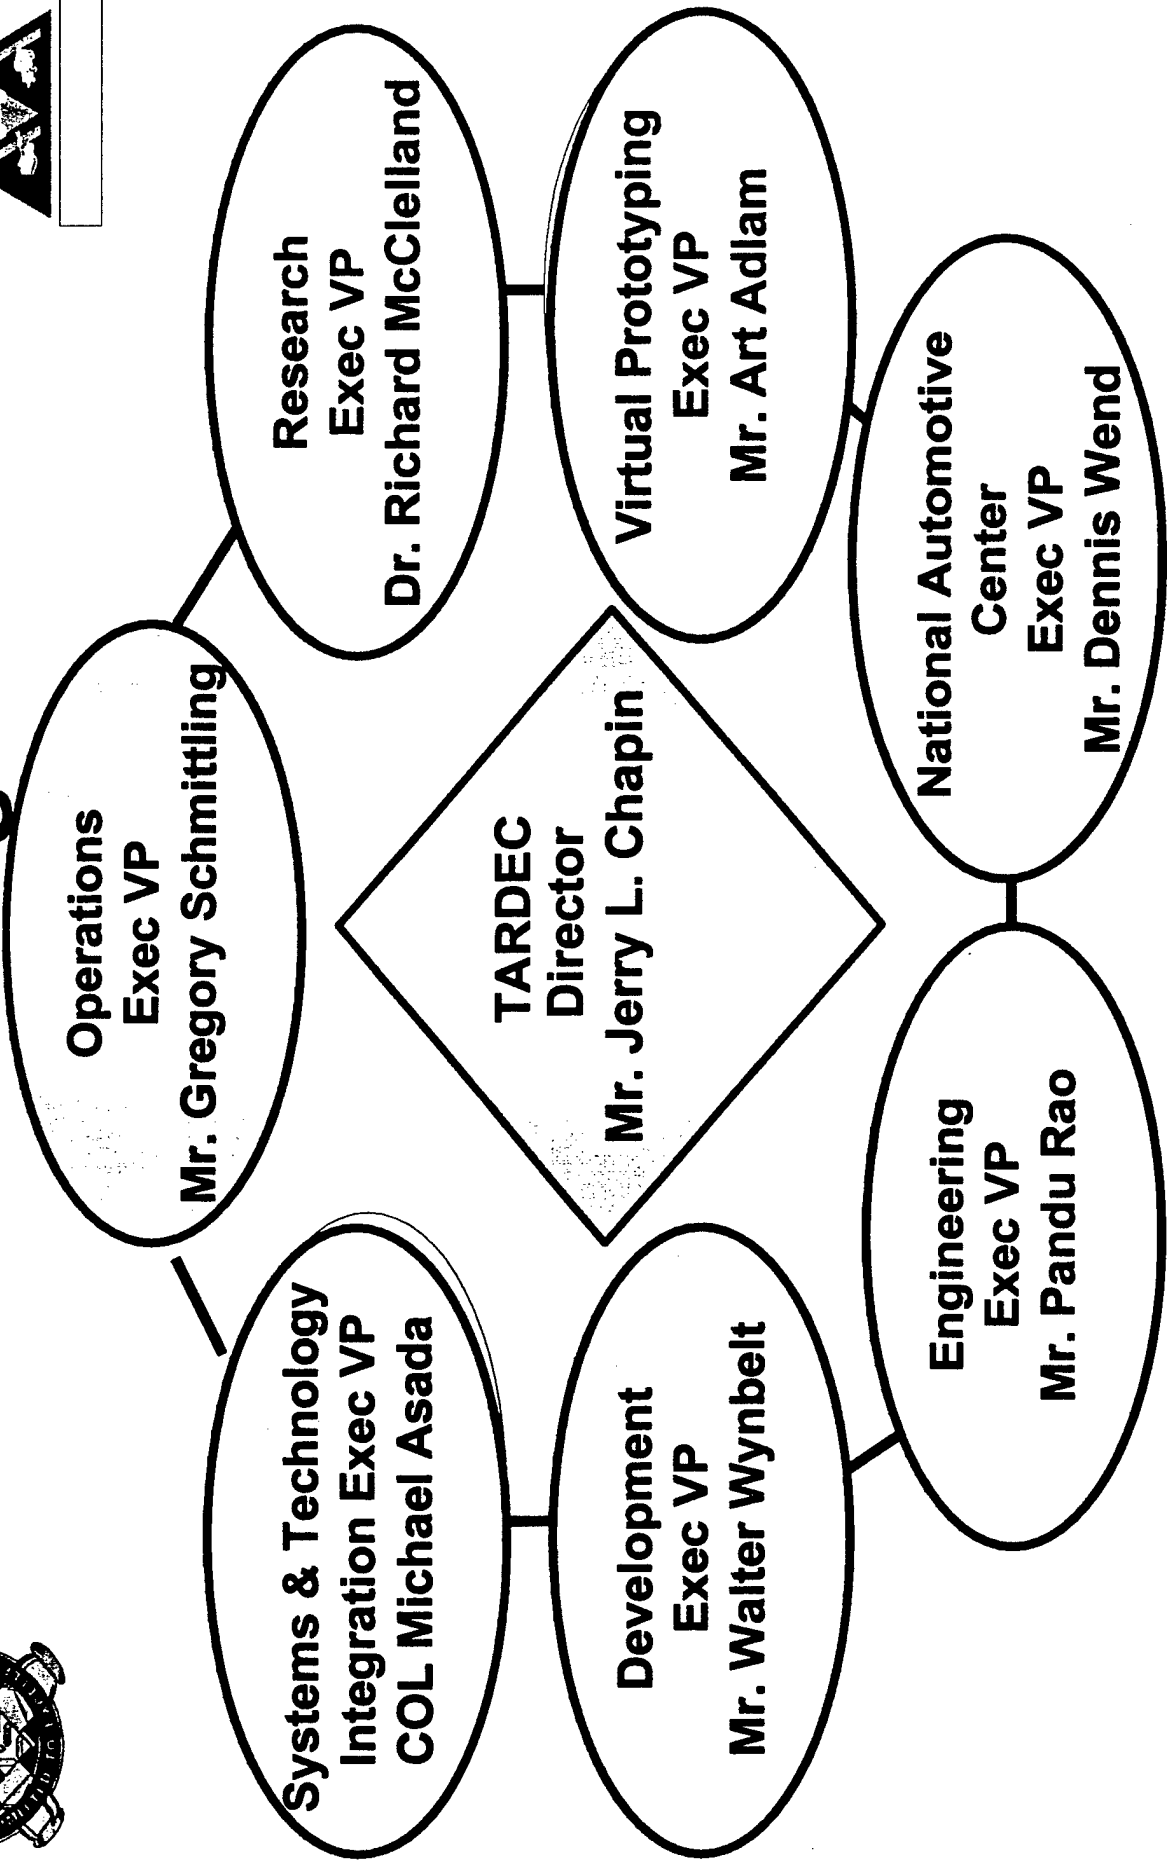 Operations
Exec VP
Mr. Gregory Schmittling
Systems & Technology
Integration Exec VP
COL Michael Asada
Research
Exec VP
Dr. Richard McClelland
TARDEC
Director
Mr. Jerry L. Chapin
Development
Exec VP
Mr. Walter Wynbelt
Virtual Prototyping
Exec VP
Mr. Art Adlam
Engineering
Exec VP
Mr. Pandu Rao
National Automotive
Center
Exec VP
Mr. Dennis Wend